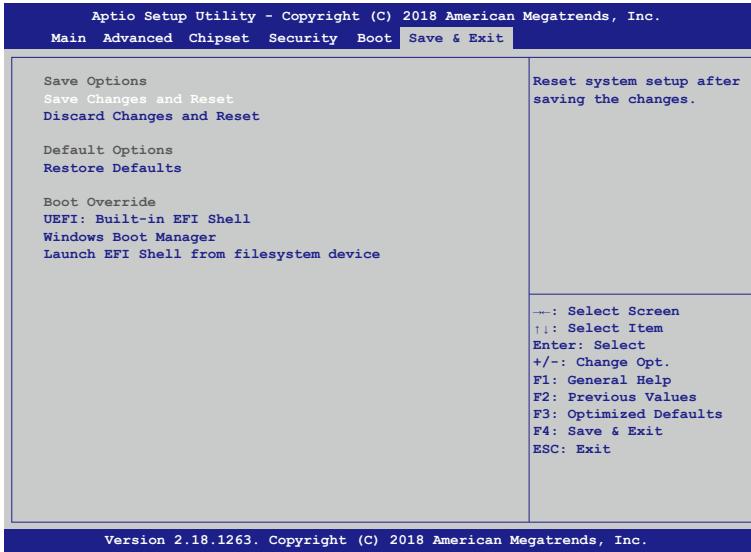 Aptio Setup Utility - Copyright (C) 2018 American Megatrends, Inc.
Main Advanced Chipset Security Boot Save & Exit
Save Options
Save Changes and Reset
Discard Changes and Reset
Default Options
Restore Defaults
Boot Override
UEFI: Built-in EFI Shell
Windows Boot Manager
Launch EFI Shell from filesystem device
Reset system setup after
saving the changes.
→←: Select Screen
↑↓: Select Item
Enter: Select
+/-: Change Opt.
F1: General Help
F2: Previous Values
F3: Optimized Defaults
F4: Save & Exit
ESC: Exit
Version 2.18.1263. Copyright (C) 2018 American Megatrends, Inc.